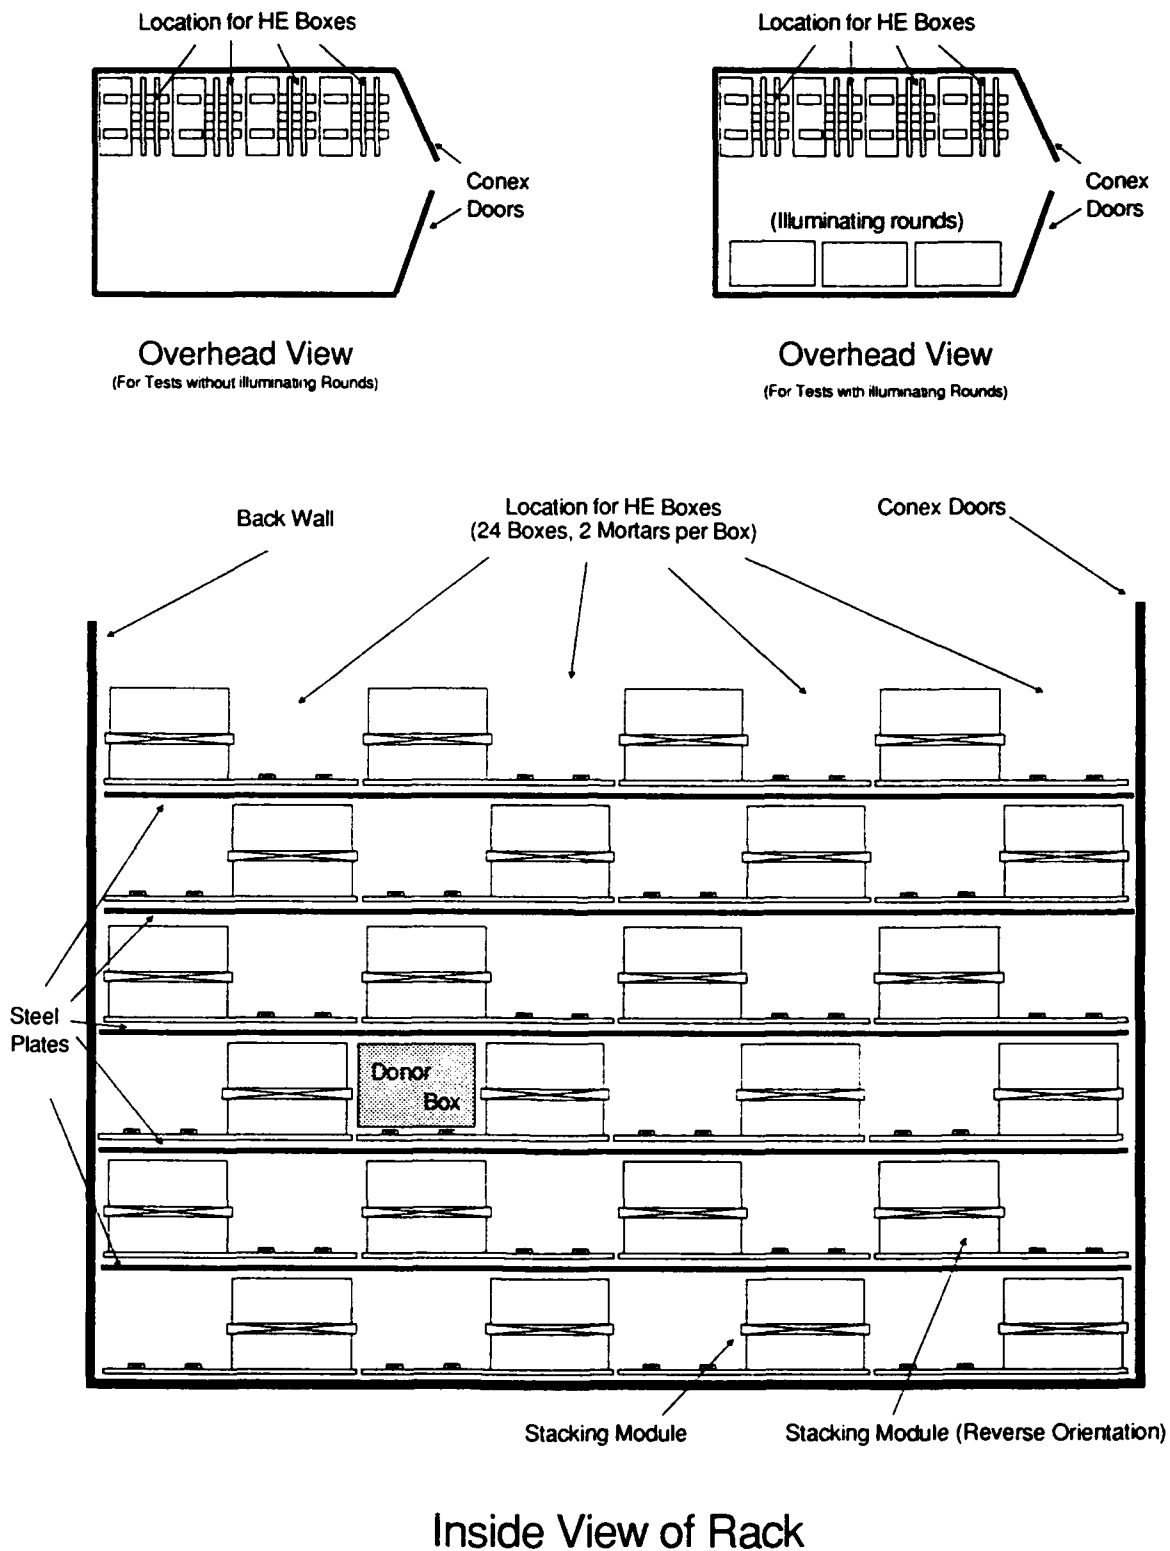 Location for HE Boxes
Conex
Doors
Overhead View
(For Tests without illuminating Rounds)
Location for HE Boxes
Conex
Doors
(Illuminating rounds)
Overhead View
(For Tests with illuminating Rounds)
Back Wall
Location for HE Boxes
(24 Boxes, 2 Mortars per Box)
Conex Doors
Steel
Plates
Donor
Box
Stacking Module
Stacking Module (Reverse Orientation)
Inside View of Rack